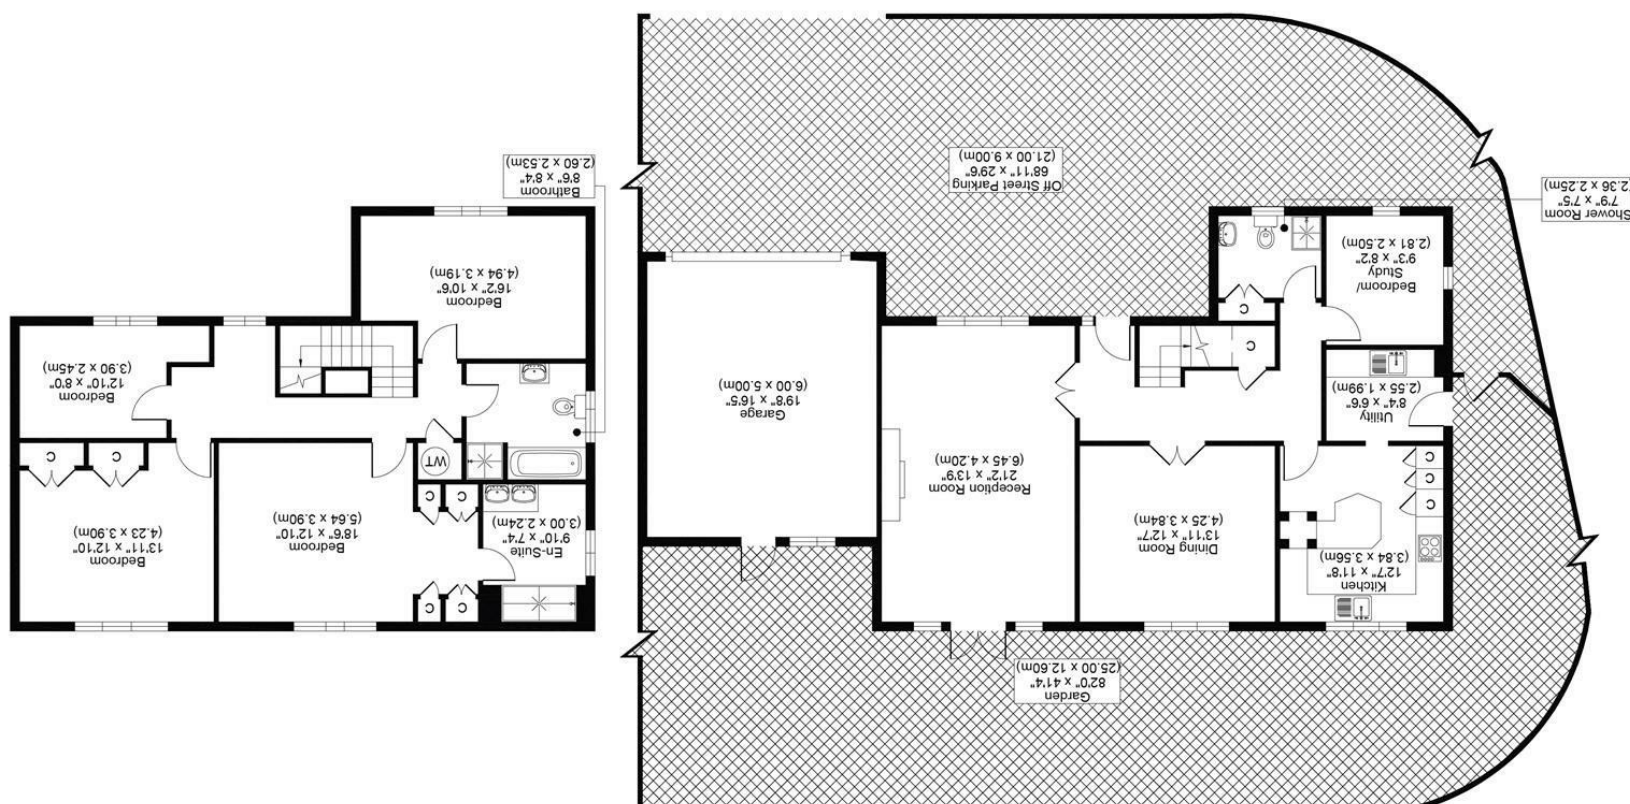 Garden
82'0" x 41'4"
(25.00 x 12.60m)
Kitchen
12'7" x 11'8"
(3.84 x 3.56m)
C
C
C
Dining Room
13'11" x 12'7"
(4.25 x 3.84m)
Reception Room
21'2" x 13'9"
(6.45 x 4.20m)
Utility
8'4" x 6'6"
(2.55 x 1.99m)
Garage
19'8" x 16'5"
(6.00 x 5.00m)
C
C
Bedroom/
Study
9'3" x 8'2"
(2.81 x 2.50m)
Shower Room
7'9" x 7'5"
(2.36 x 2.25m)
Off Street Parking
68'11" x 29'6"
(21.00 x 9.00m)
C
C
En-Suite
9'10" x 7'4"
(3.00 x 2.24m)
C
C
Bedroom
18'6" x 12'10"
(5.64 x 3.90m)
Bedroom
13'11" x 12'10"
(4.23 x 3.90m)
WT
C
C
Bedroom
12'10" x 8'0"
(3.90 x 2.45m)
Bedroom
16'2" x 10'6"
(4.94 x 3.19m)
Bathroom
8'6" x 8'4"
(2.60 x 2.53m)